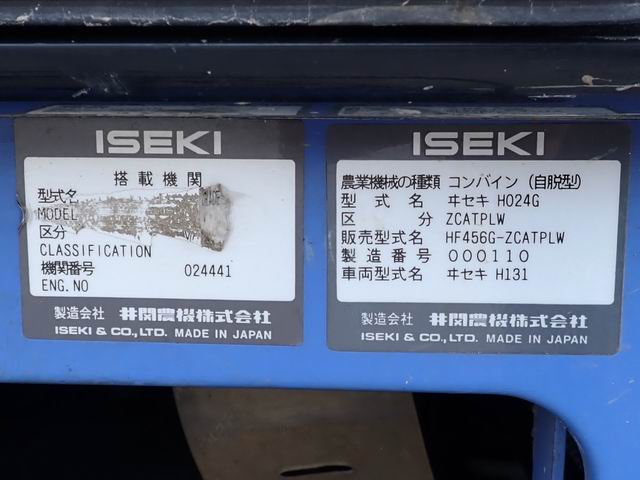 ISEKI
搭載機関
型式名
MODEL
区分
CLASSIFICATION
機関番号 024441
ENG.NO
製造会社 井関農機株式会社
ISEKI & CO., LTD. MADE IN JAPAN
ISEKI
農業機械の種類 コンバイン (自脱型)
型式名 ヰセキ HO24G
区分 ZCATPLW
販売型式名 HF456G-ZCATPLW
製造番号 000110
車両型式名 ヰセキ H131
製造会社 井関農機株式会社
ISEKI & CO., LTD. MADE IN JAPAN